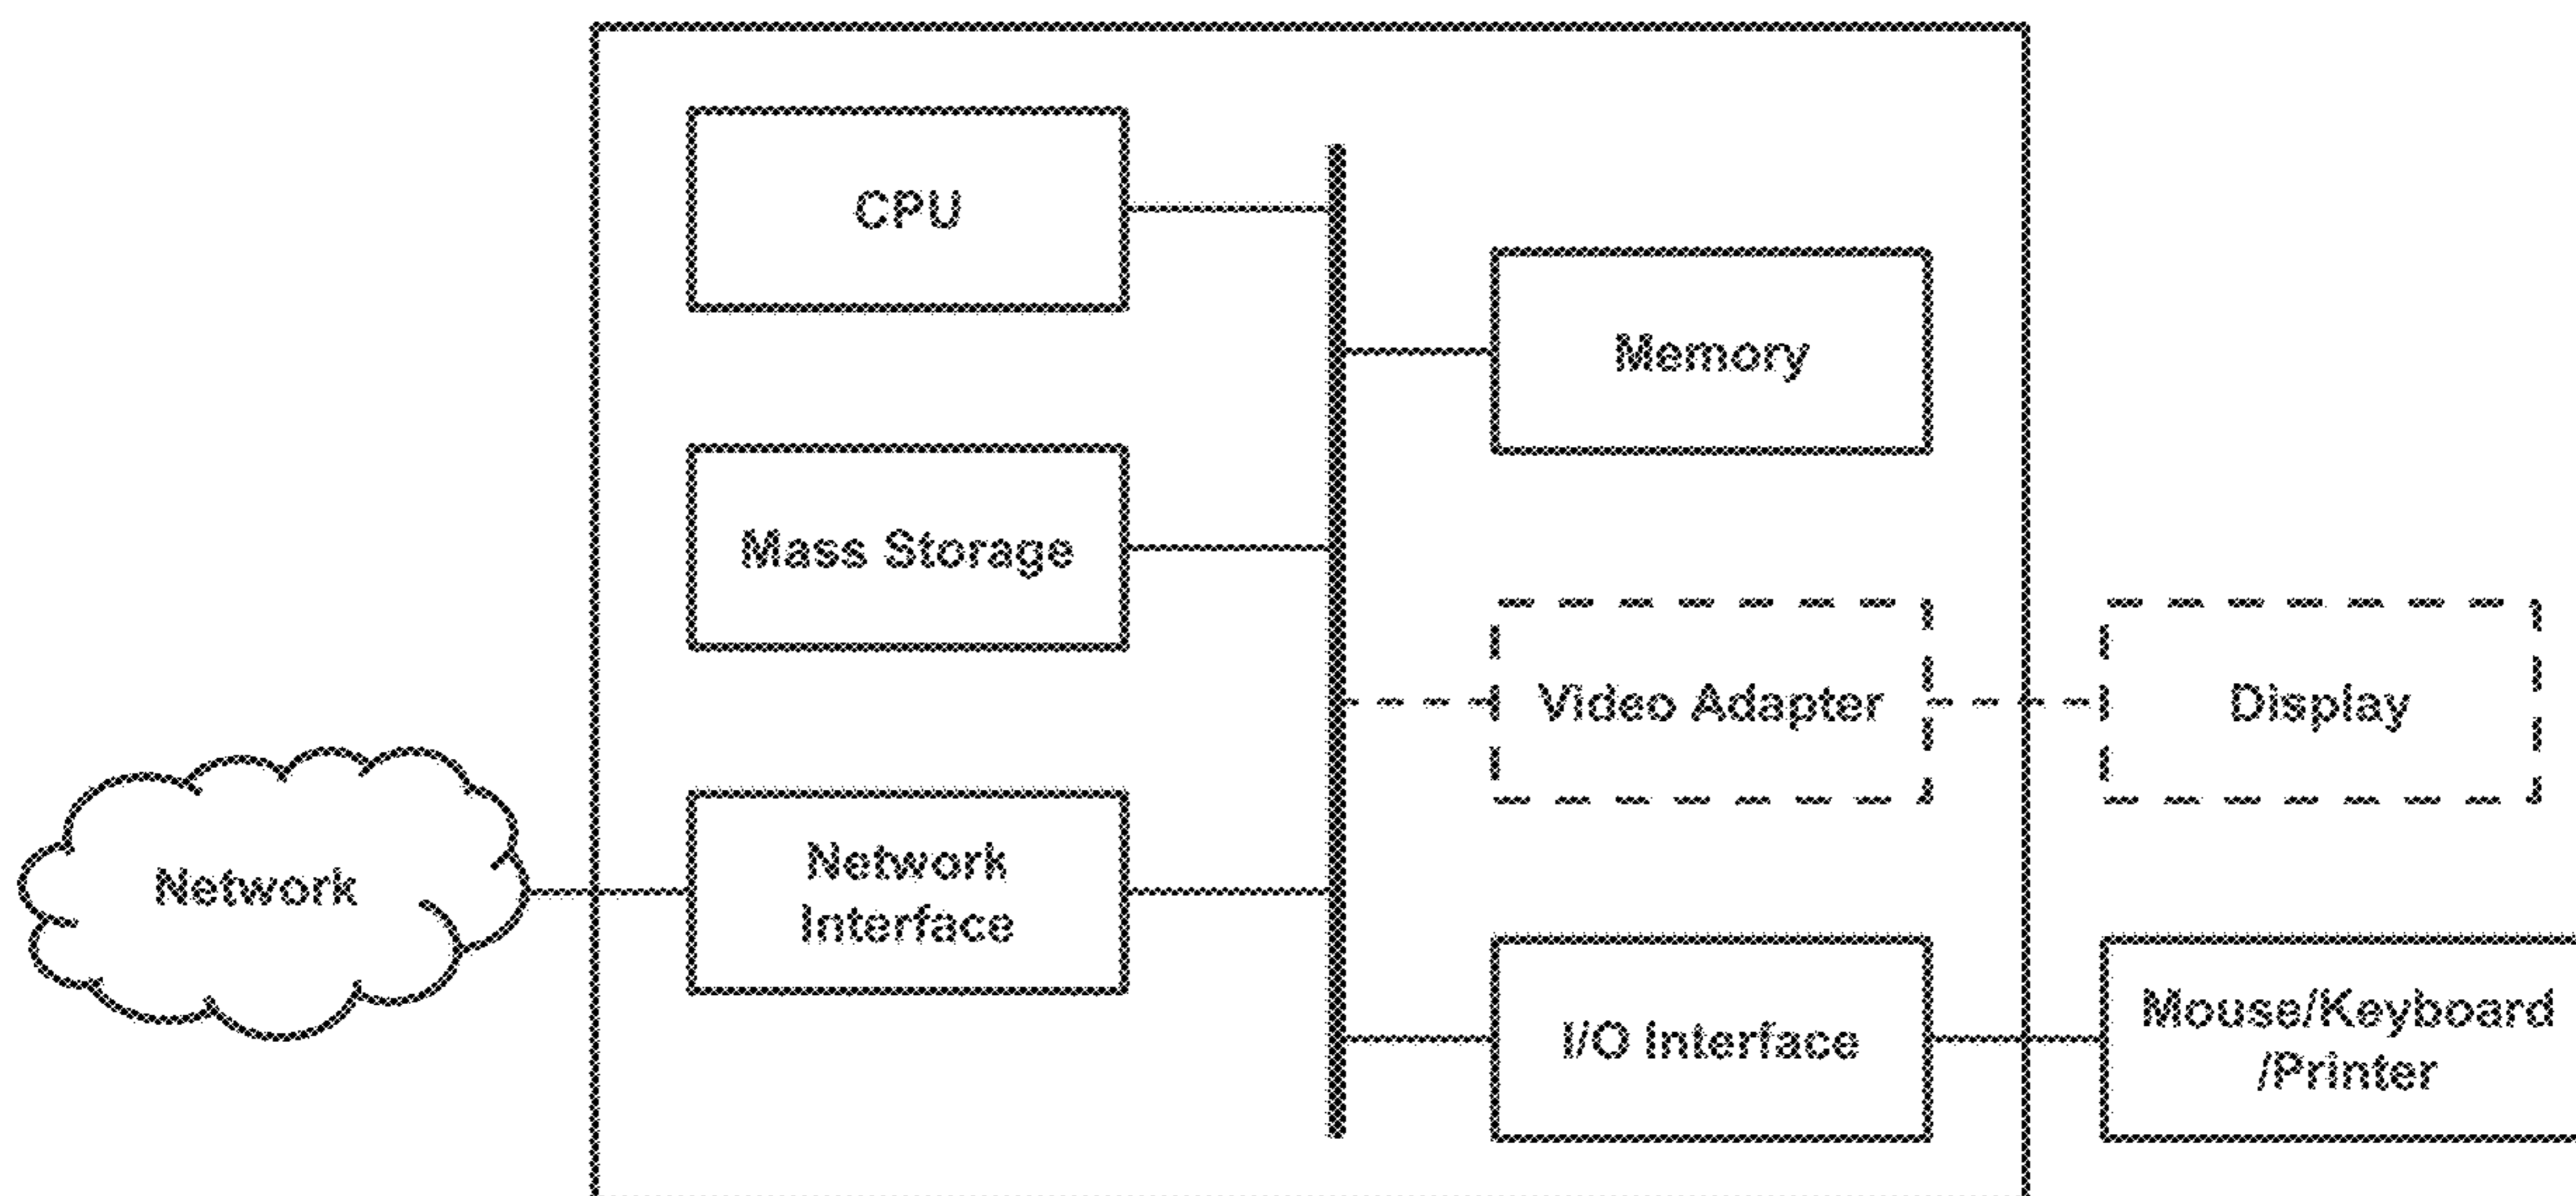 CPU
Memory
Mass Storage
Video Adapter
Display
Network
Network
Interface
I/O Interface
Mouse/Keyboard
/Printer